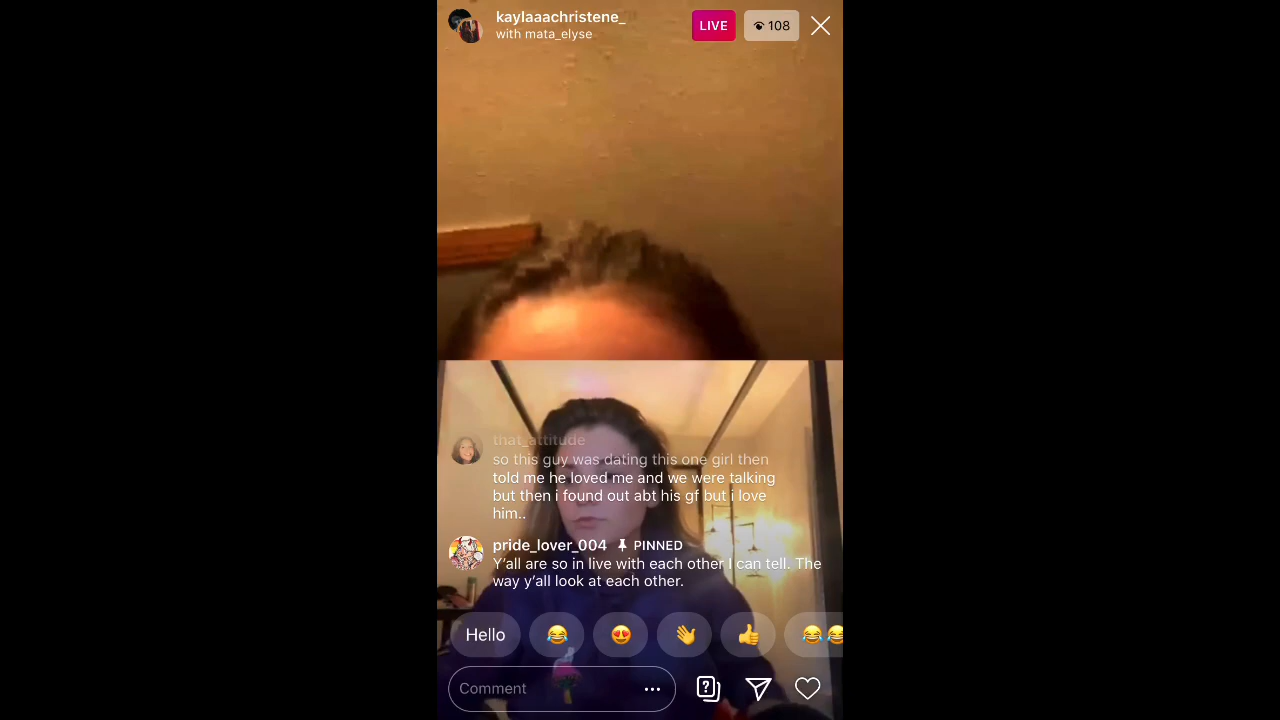 kaylaaachristene_
with mata_elyse
LIVE
108
that_attitude
so this guy was dating this one girl then
told me he loved me and we were talking
but then i found out abt his gf but i love
him..
pride_lover_004 PINNED
Y'all are so in live with each other I can tell. The
way y'all look at each other.
Hello
Comment